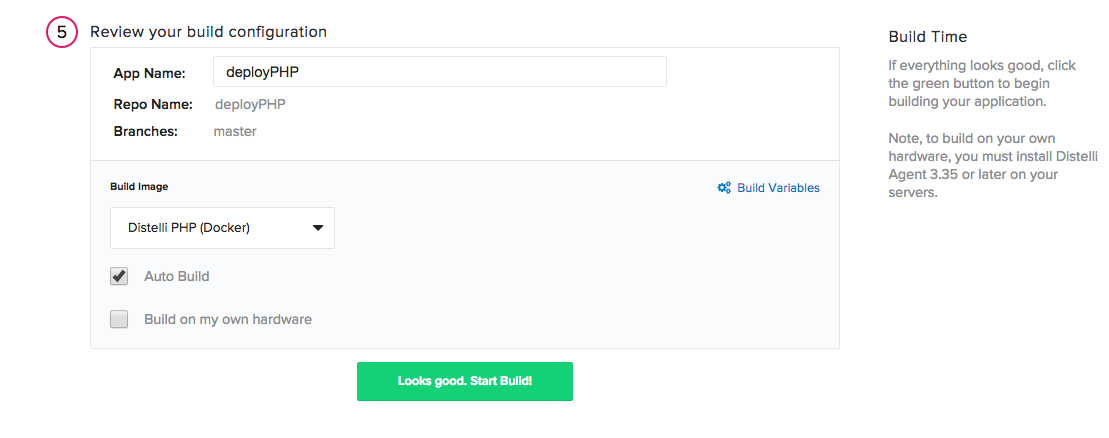 5 Review your build configuration
App Name: deployPHP
Repo Name: deployPHP
Branches: master
Build Image
Build Variables
Distelli PHP (Docker)
Auto Build
Build on my own hardware
Looks good. Start Build!
Build Time
If everything looks good, click
the green button to begin
building your application.
Note, to build on your own
hardware, you must install Distelli
Agent 3.35 or later on your
servers.